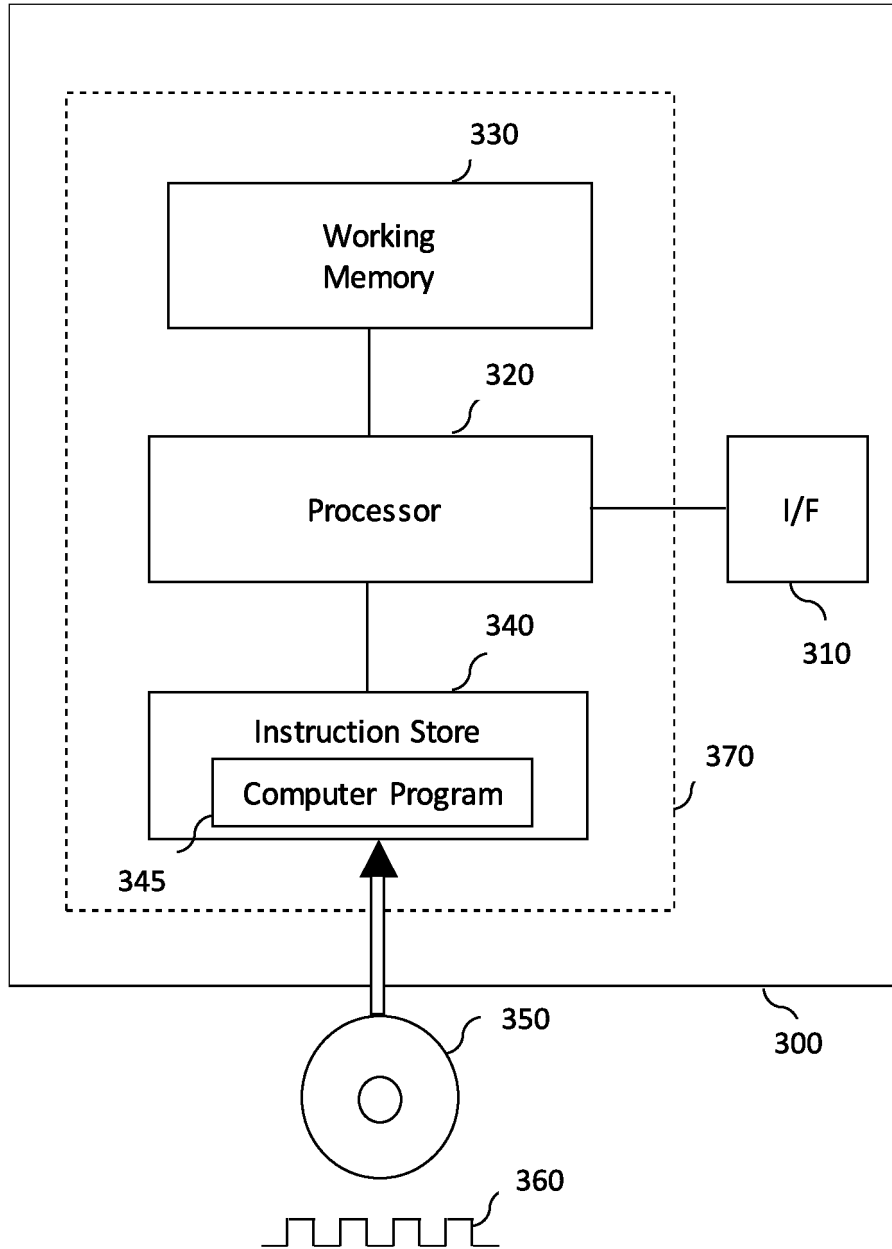 330
Working
Memory
320
Processor
I/F
310
340
Instruction Store
370
Computer Program
345
350
300
360